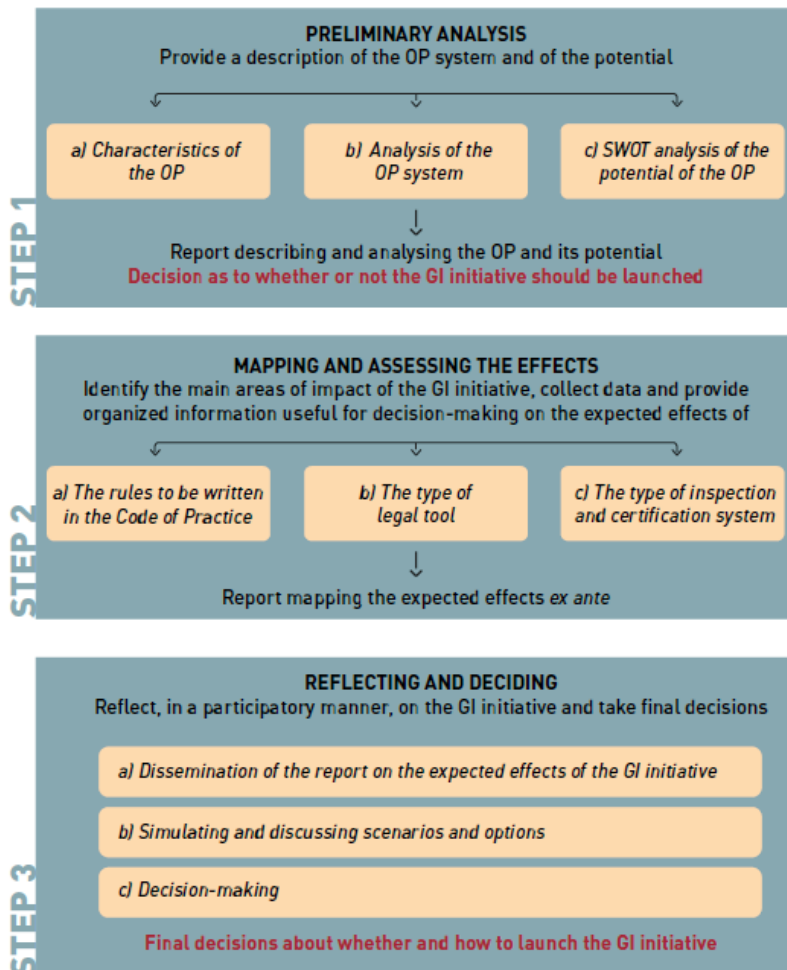 STEP 1
PRELIMINARY ANALYSIS
Provide a description of the OP system and of the potential
a) Characteristics of
the OP
b) Analysis of the
OP system
c) SWOT analysis of the
potential of the OP
Report describing and analysing the OP and its potential
Decision as to whether or not the GI initiative should be launched
STEP 2
MAPPING AND ASSESSING THE EFFECTS
Identify the main areas of impact of the GI initiative, collect data and provide
organized information useful for decision-making on the expected effects of
a) The rules to be written
in the Code of Practice
b) The type of
legal tool
c) The type of inspection
and certification system
Report mapping the expected effects ex ante
STEP 3
REFLECTING AND DECIDING
Reflect, in a participatory manner, on the GI initiative and take final decisions
a) Dissemination of the report on the expected effects of the GI initiative
b) Simulating and discussing scenarios and options
c) Decision-making
Final decisions about whether and how to launch the GI initiative